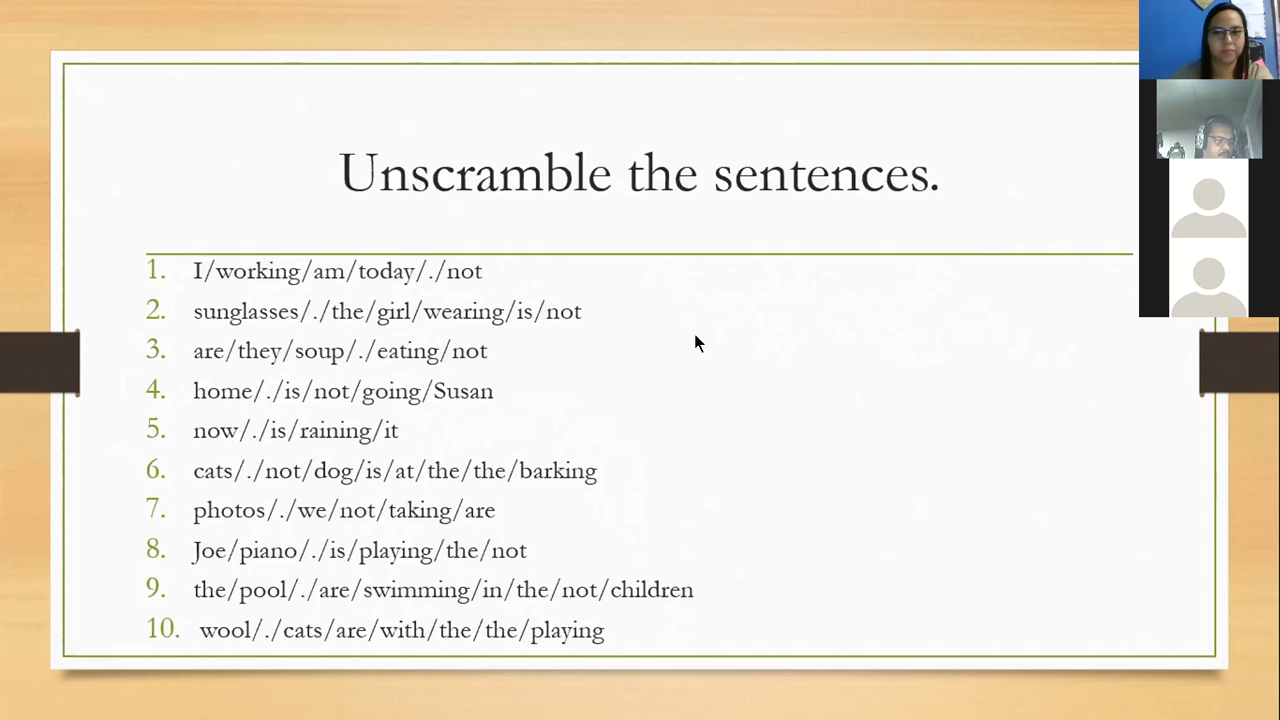 Unscramble the sentences.
1. I/working/am/today/./not
2. sunglasses/./the/girl/wearing/is/not
3. are/they/soup/./eating/not
4. home/./is/not/going/Susan
5. now/./is/raining/it
6. cats/./not/dog/is/at/the/the/barking
7. photos/./we/not/taking/are
8. Joe/piano/./is/playing/the/not
9. the/pool/./are/swimming/in/the/not/children
10. wool/./cats/are/with/the/the/playing